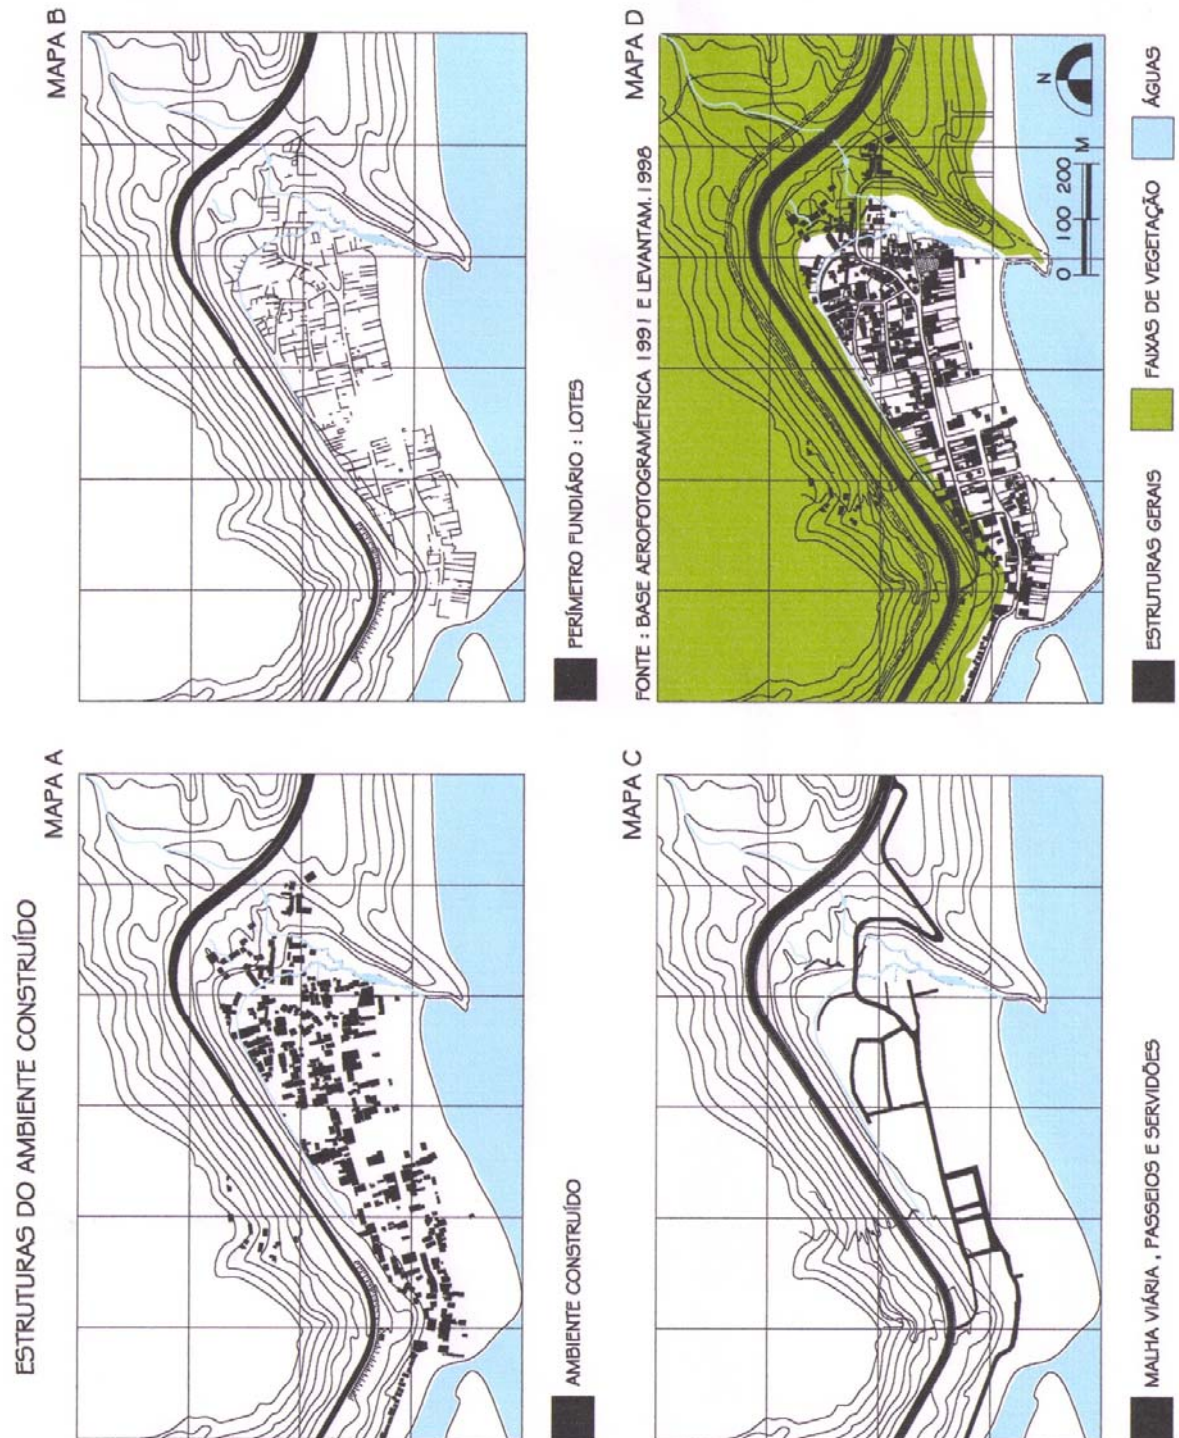 ESTRUTURAS DO AMBIENTE CONSTRUÍDO
MAPA A
AMBIENTE CONSTRUÍDO
MAPA B
PERÍMETRO FUNDIÁRIO : LOTES
MAPA C
MALHA VIÁRIA , PASSEIOS E SERVIDÕES
FONTE : BASE AEROFOTOGRAMÉTRICA 1991 E LEVANTAM. 1998
MAPA D
N
0 100 200 M
ESTRUTURAS GERAIS
FAIXAS DE VEGETAÇÃO
ÁGUAS